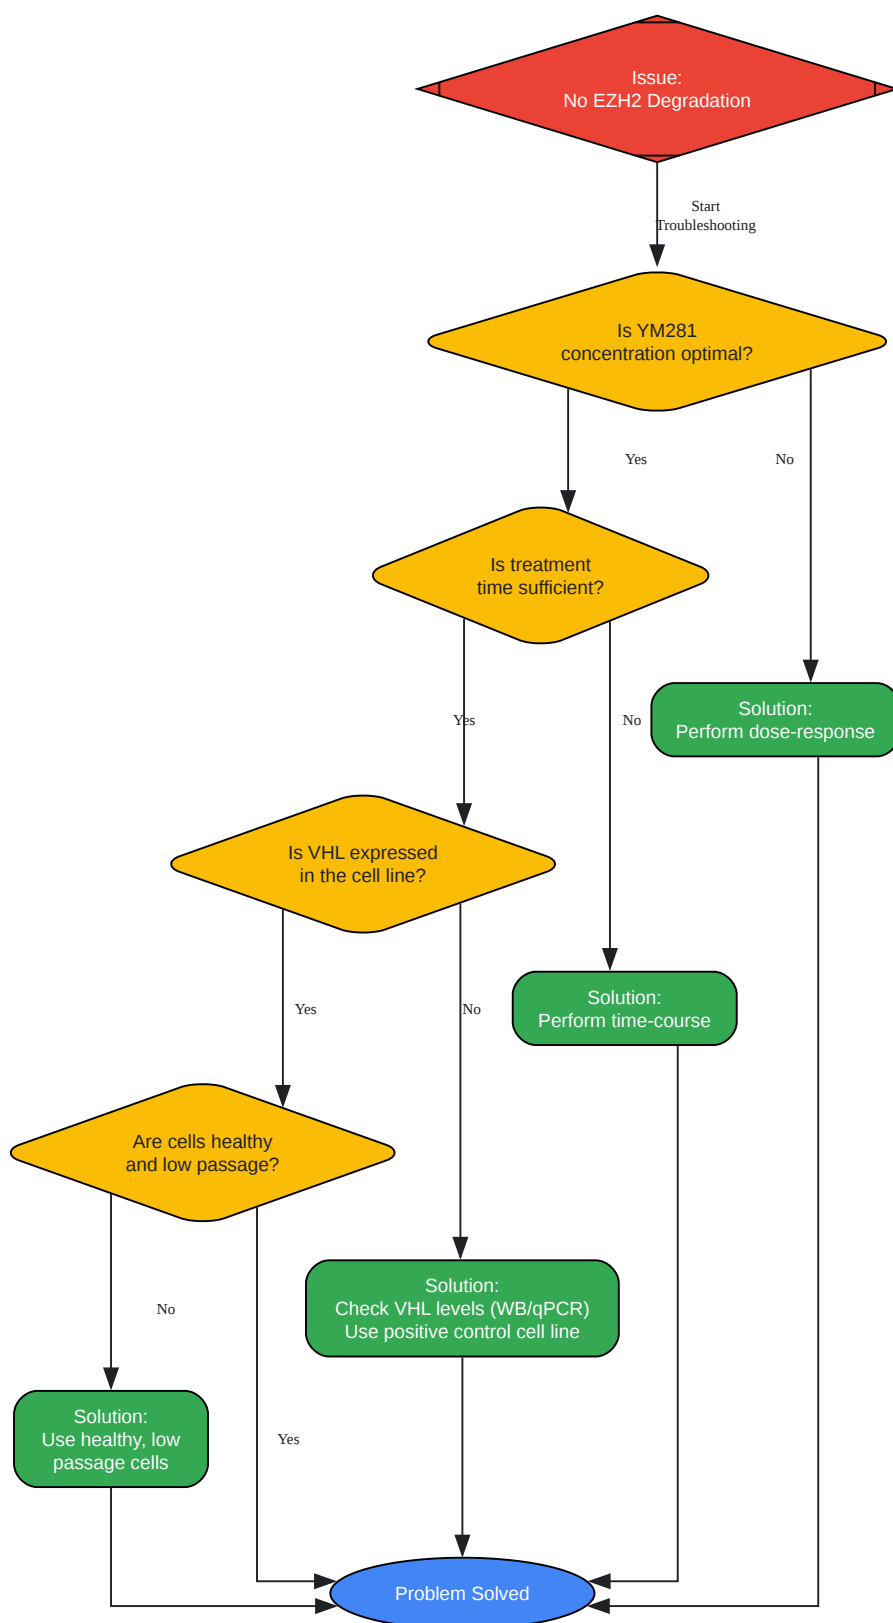 Issue:
No EZH2 Degradation
Start
Troubleshooting
Is YM281
concentration optimal?
Yes
No
Is treatment
time sufficient?
Solution:
Perform dose-response
Yes
No
Is VHL expressed
in the cell line?
Solution:
Perform time-course
Yes
No
Are cells healthy
and low passage?
Solution:
Check VHL levels (WB/qPCR)
Use positive control cell line
No
Solution:
Use healthy, low
passage cells
Yes
Problem Solved